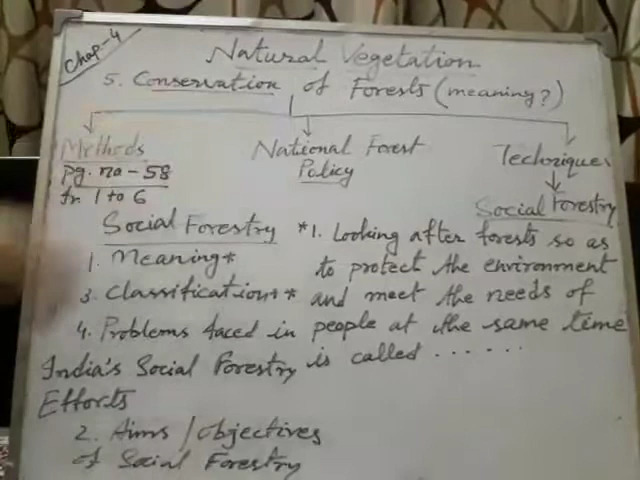 Chap-4
Natural Vegetation
5. Conservation of Forests (meaning?)
Methods
Pg. no - 58
fr. 1 to 6
National Forest
Policy
Techniques
Social Forestry
Social Forestry
1. Meaning*
3. Classification**
4. Problems faced in
India's Social Forestry
Efforts
2. Aims / objectives
of Social Forestry
*1. Looking after forests so as
to protect the environment
and meet the needs of
people at the same time
is called ......